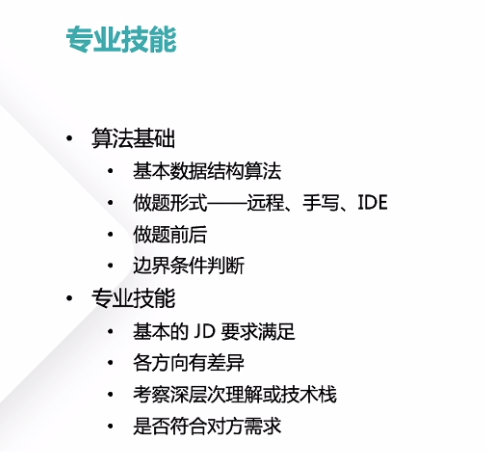 专业技能
• 算法基础
• 基本数据结构算法
• 做题形式——远程、手写、IDE
• 做题前后
• 边界条件判断
• 专业技能
• 基本的 JD 要求满足
• 各方向有差异
• 考察深层次理解或技术栈
• 是否符合对方需求